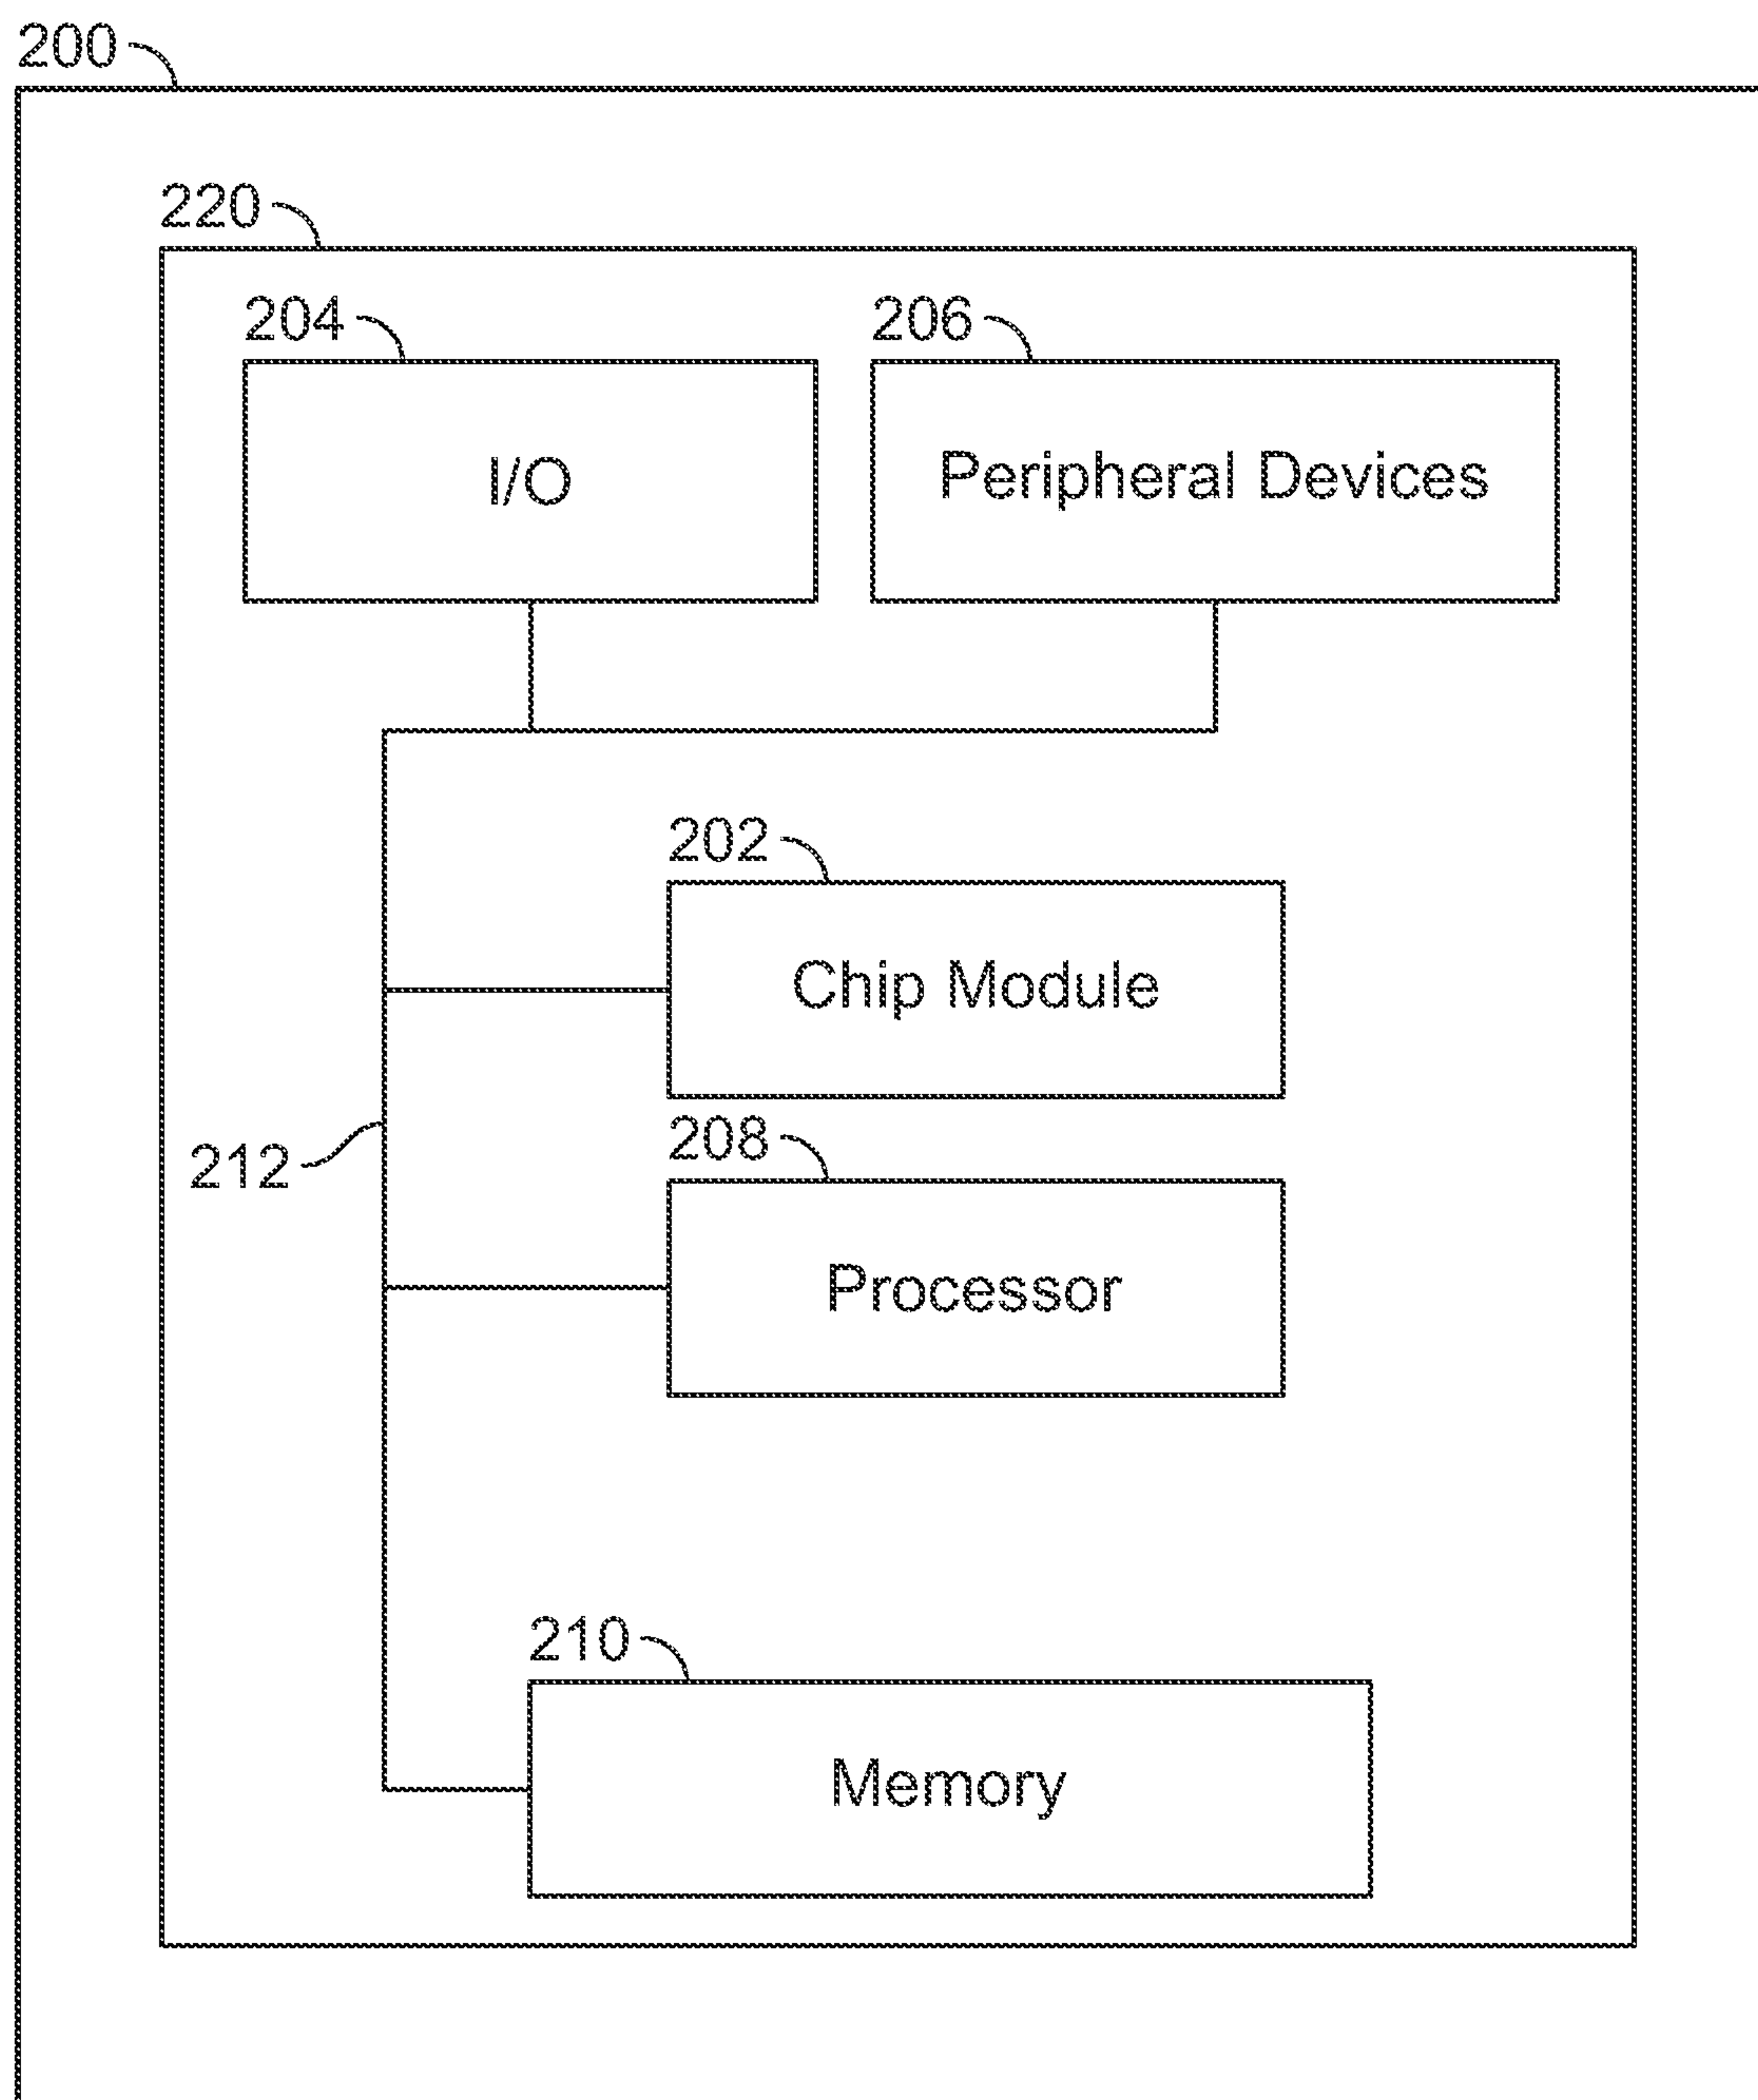 200
220
204
206
I/O
Peripheral Devices
202
Chip Module
212
208
Processor
210
Memory